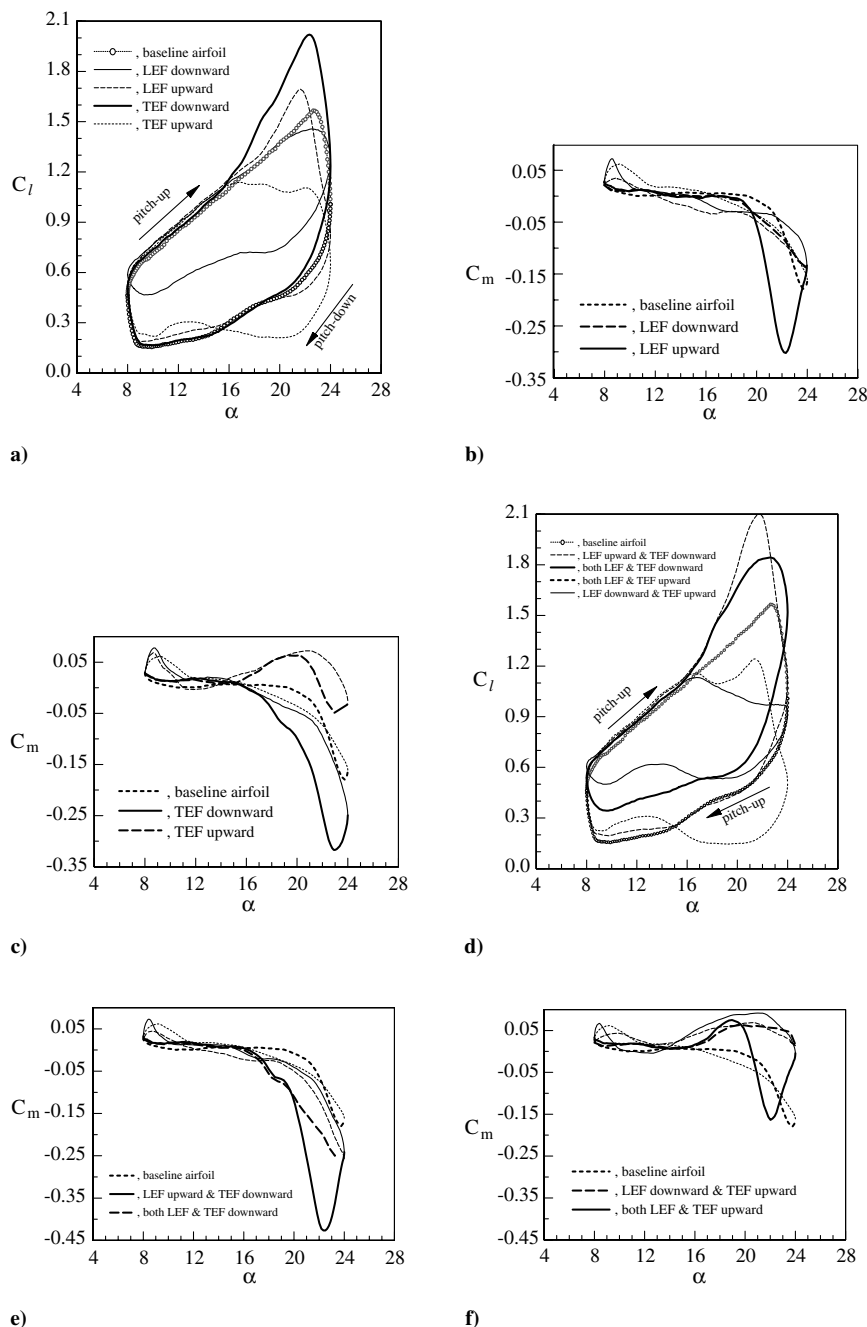 2.1
1.8
1.5
1.2
C_l
0.9
0.6
0.3
0.0
, baseline airfoil
, LEF downward
, LEF upward
, TEF downward
, TEF upward
pitch-up
pitch-down
4 8 12 16 20 24 28
α
a)
0.05
-0.05
C_m
-0.15
-0.25
-0.35
, baseline airfoil
, LEF downward
, LEF upward
4 8 12 16 20 24 28
α
b)
0.05
-0.05
C_m
-0.15
-0.25
-0.35
, baseline airfoil
, TEF downward
, TEF upward
4 8 12 16 20 24 28
α
c)
2.1
1.8
1.5
1.2
C_l
0.9
0.6
0.3
0.0
, baseline airfoil
, LEF upward & TEF downward
, both LEF & TEF downward
, both LEF & TEF upward
, LEF downward & TEF upward
pitch-up
pitch-up
4 8 12 16 20 24 28
α
d)
0.05
-0.05
C_m
-0.15
-0.25
-0.35
-0.45
, baseline airfoil
, LEF upward & TEF downward
, both LEF & TEF downward
4 8 12 16 20 24 28
α
e)
0.05
-0.05
C_m
-0.15
-0.25
-0.35
-0.45
, baseline airfoil
, LEF downward & TEF upward
, both LEF & TEF upward
4 8 12 16 20 24 28
α
f)